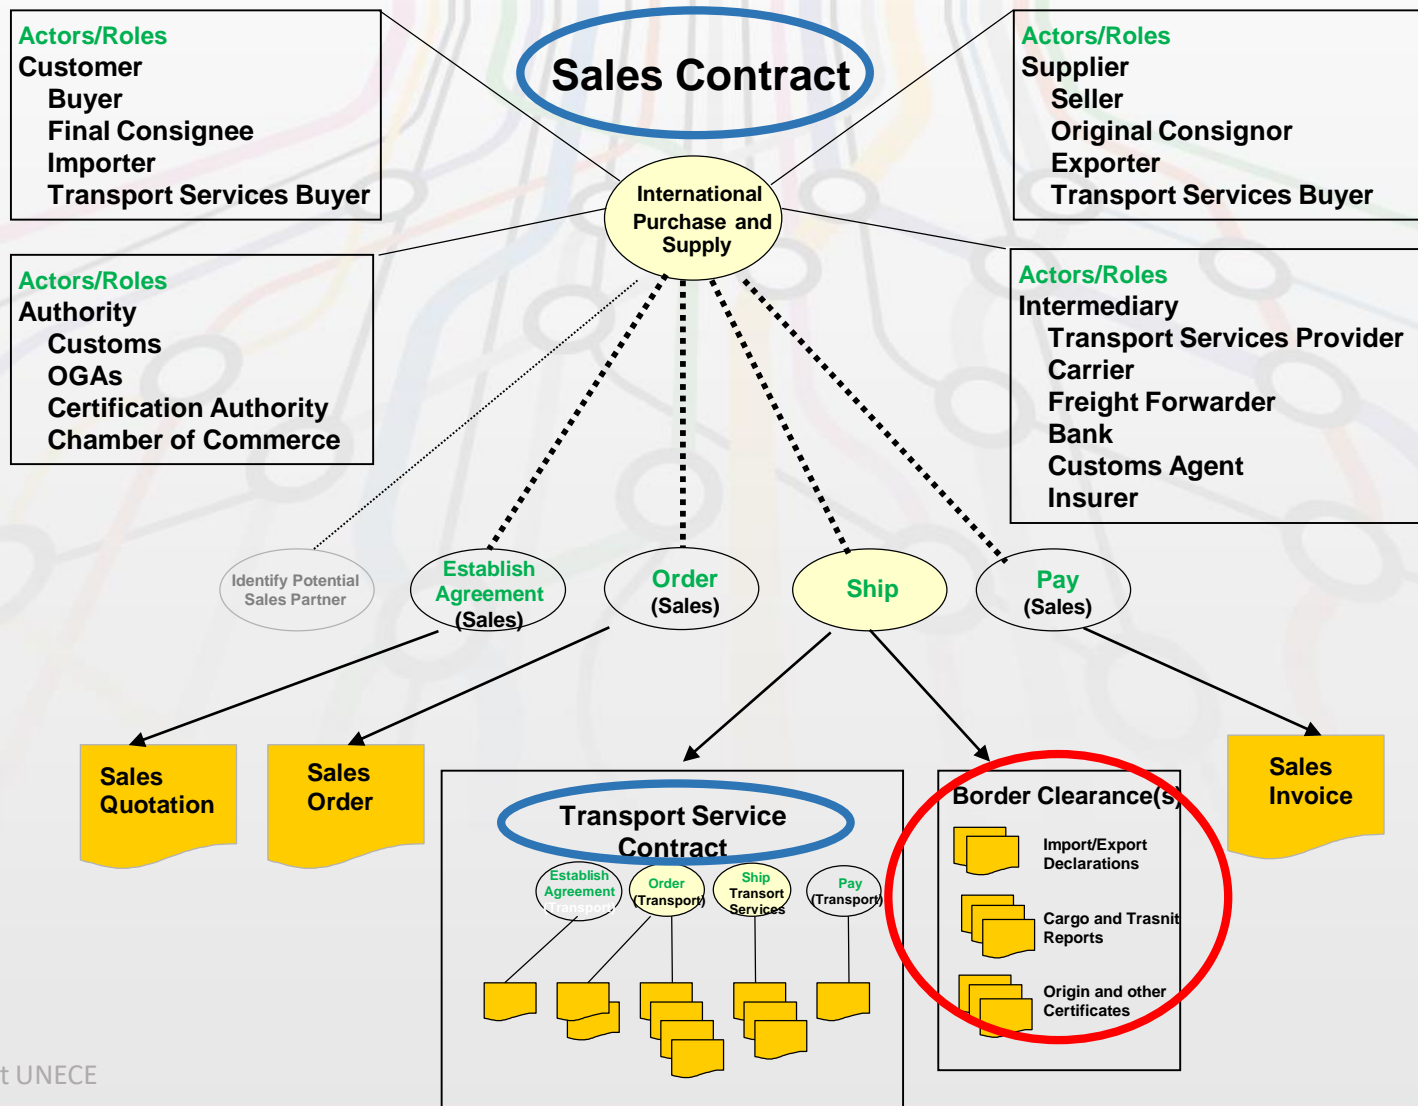 Actors/Roles
Customer
Buyer
Final Consignee
Importer
Transport Services Buyer
Sales Contract
Actors/Roles
Supplier
Seller
Original Consignor
Exporter
Transport Services Buyer
International
Purchase and
Supply
Actors/Roles
Authority
Customs
OGAs
Certification Authority
Chamber of Commerce
Actors/Roles
Intermediary
Transport Services Provider
Carrier
Freight Forwarder
Bank
Customs Agent
Insurer
Identify Potential
Sales Partner
Establish
Agreement
(Sales)
Order
(Sales)
Ship
Pay
(Sales)
Sales
Quotation
Sales
Order
Transport Service
Contract
Establish
Agreement
(Transport)
Order
(Transport)
Ship
Transort
Services
Pay
(Transport)
Border Clearance(s)
Import/Export
Declarations
Cargo and Trasnit
Reports
Origin and other
Certificates
Sales
Invoice
t UNECE